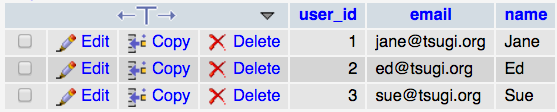 user_id email name
Edit Copy Delete 1 jane@tsugi.org Jane
Edit Copy Delete 2 ed@tsugi.org Ed
Edit Copy Delete 3 sue@tsugi.org Sue